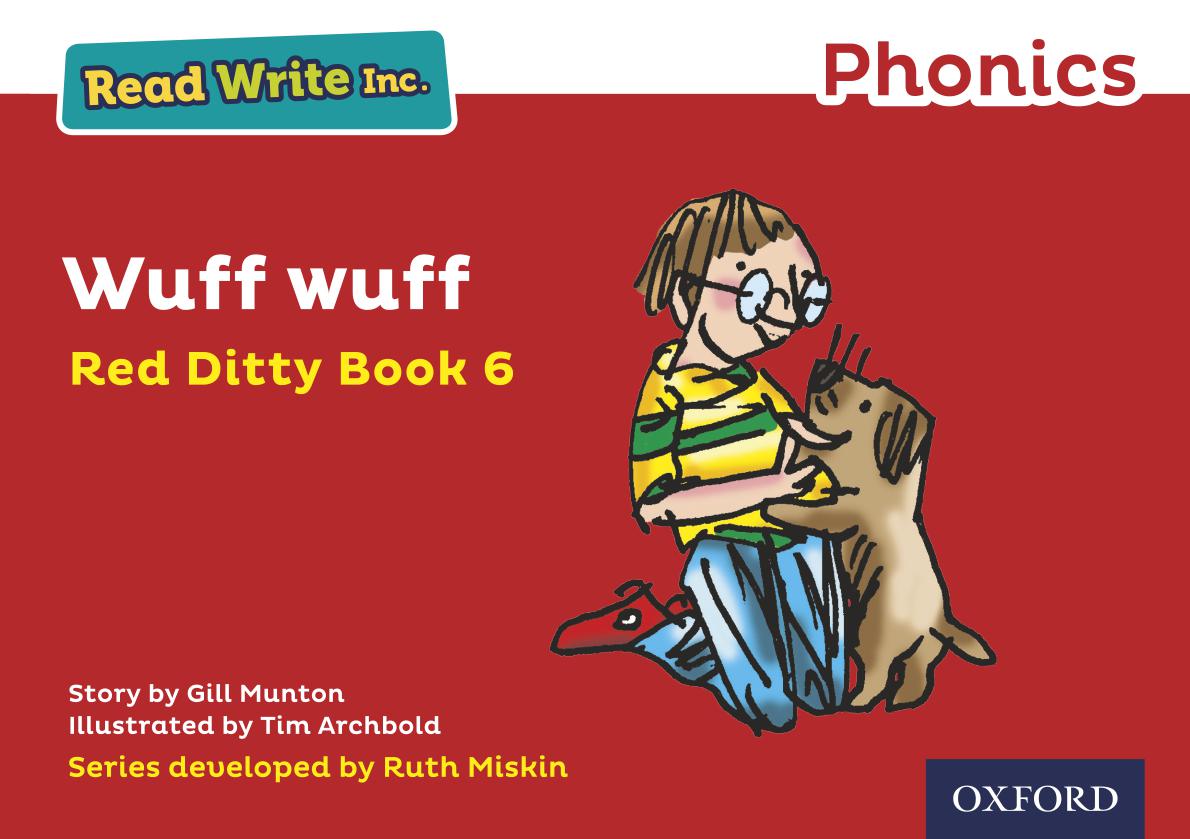 Read Write Inc.
Phonics
Wuff wuff
Red Ditty Book 6
Story by Gill Munton
Illustrated by Tim Archbold
Series developed by Ruth Miskin
OXFORD